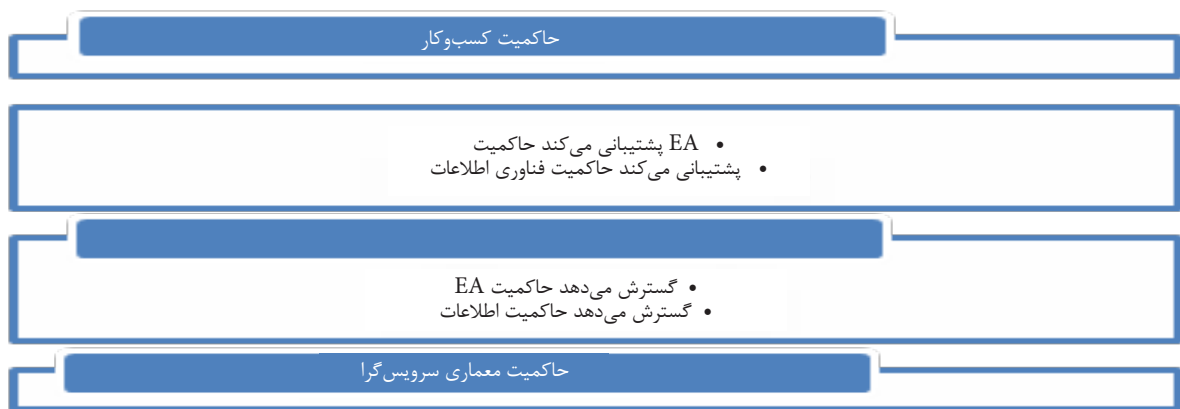 حاکمیت کسب‌وکار
• EA پشتیبانی می‌کند حاکمیت
• پشتیبانی می‌کند حاکمیت فناوری اطلاعات
• گسترش می‌دهد حاکمیت EA
• گسترش می‌دهد حاکمیت اطلاعات
حاکمیت معماری سرویس‌گرا